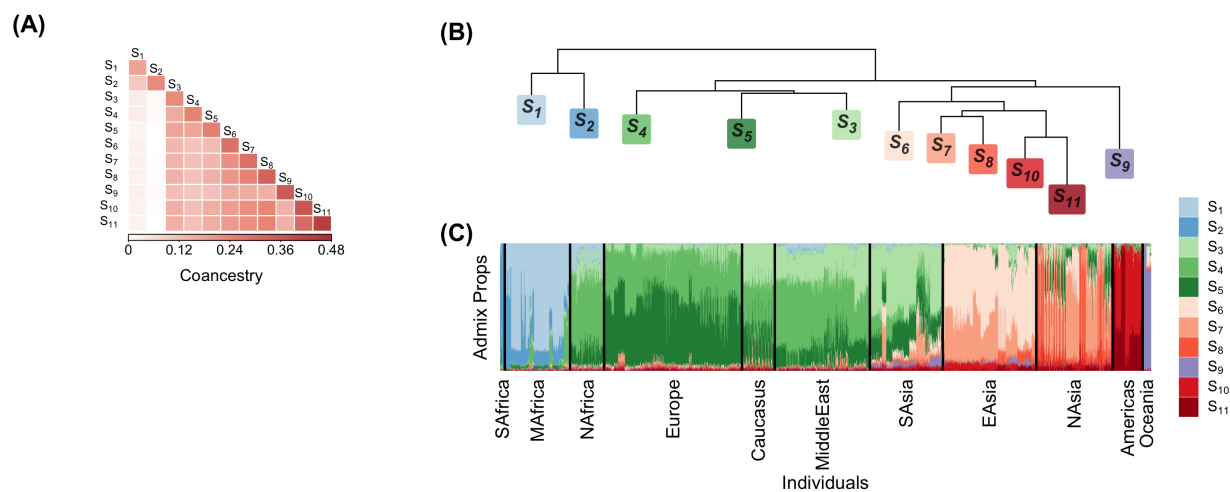 (A)
S1
S1 S2
S2 S3
S3 S4
S4 S5
S5 S6
S6 S7
S7 S8
S8 S9
S9 S10
S10 S11
S11
0 0.12 0.24 0.36 0.48
Coancestry
(B)
S1 S2 S4 S5 S3 S6 S7 S8 S10 S11 S9
(C)
Admix Props
SAfrica MAfrica NAfrica Europe Caucasus MiddleEast SAsia EAsia NAsia Americas Oceania
Individuals
S1
S2
S3
S4
S5
S6
S7
S8
S9
S10
S11